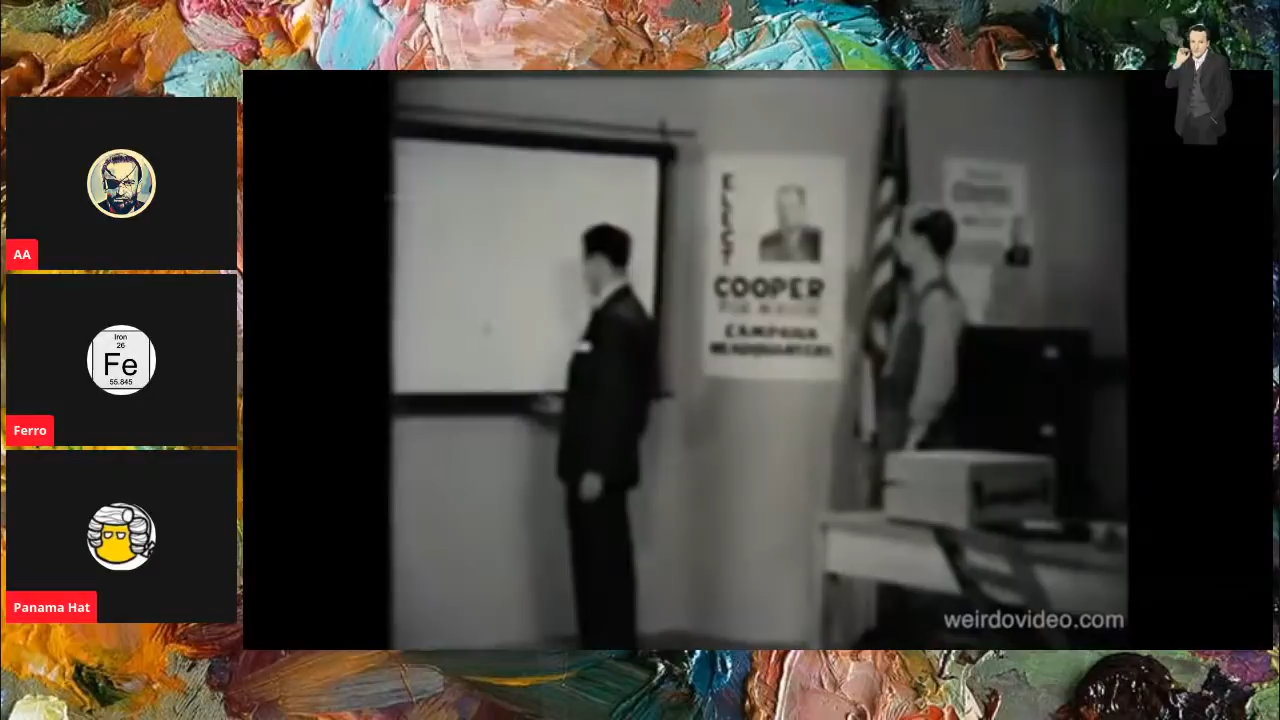 AA
Iron
26
Fe
55.845
Ferro
Panama Hat
ELECT
COOPER
CAMPAIGN
HEADQUARTERS
weirdovideo.com